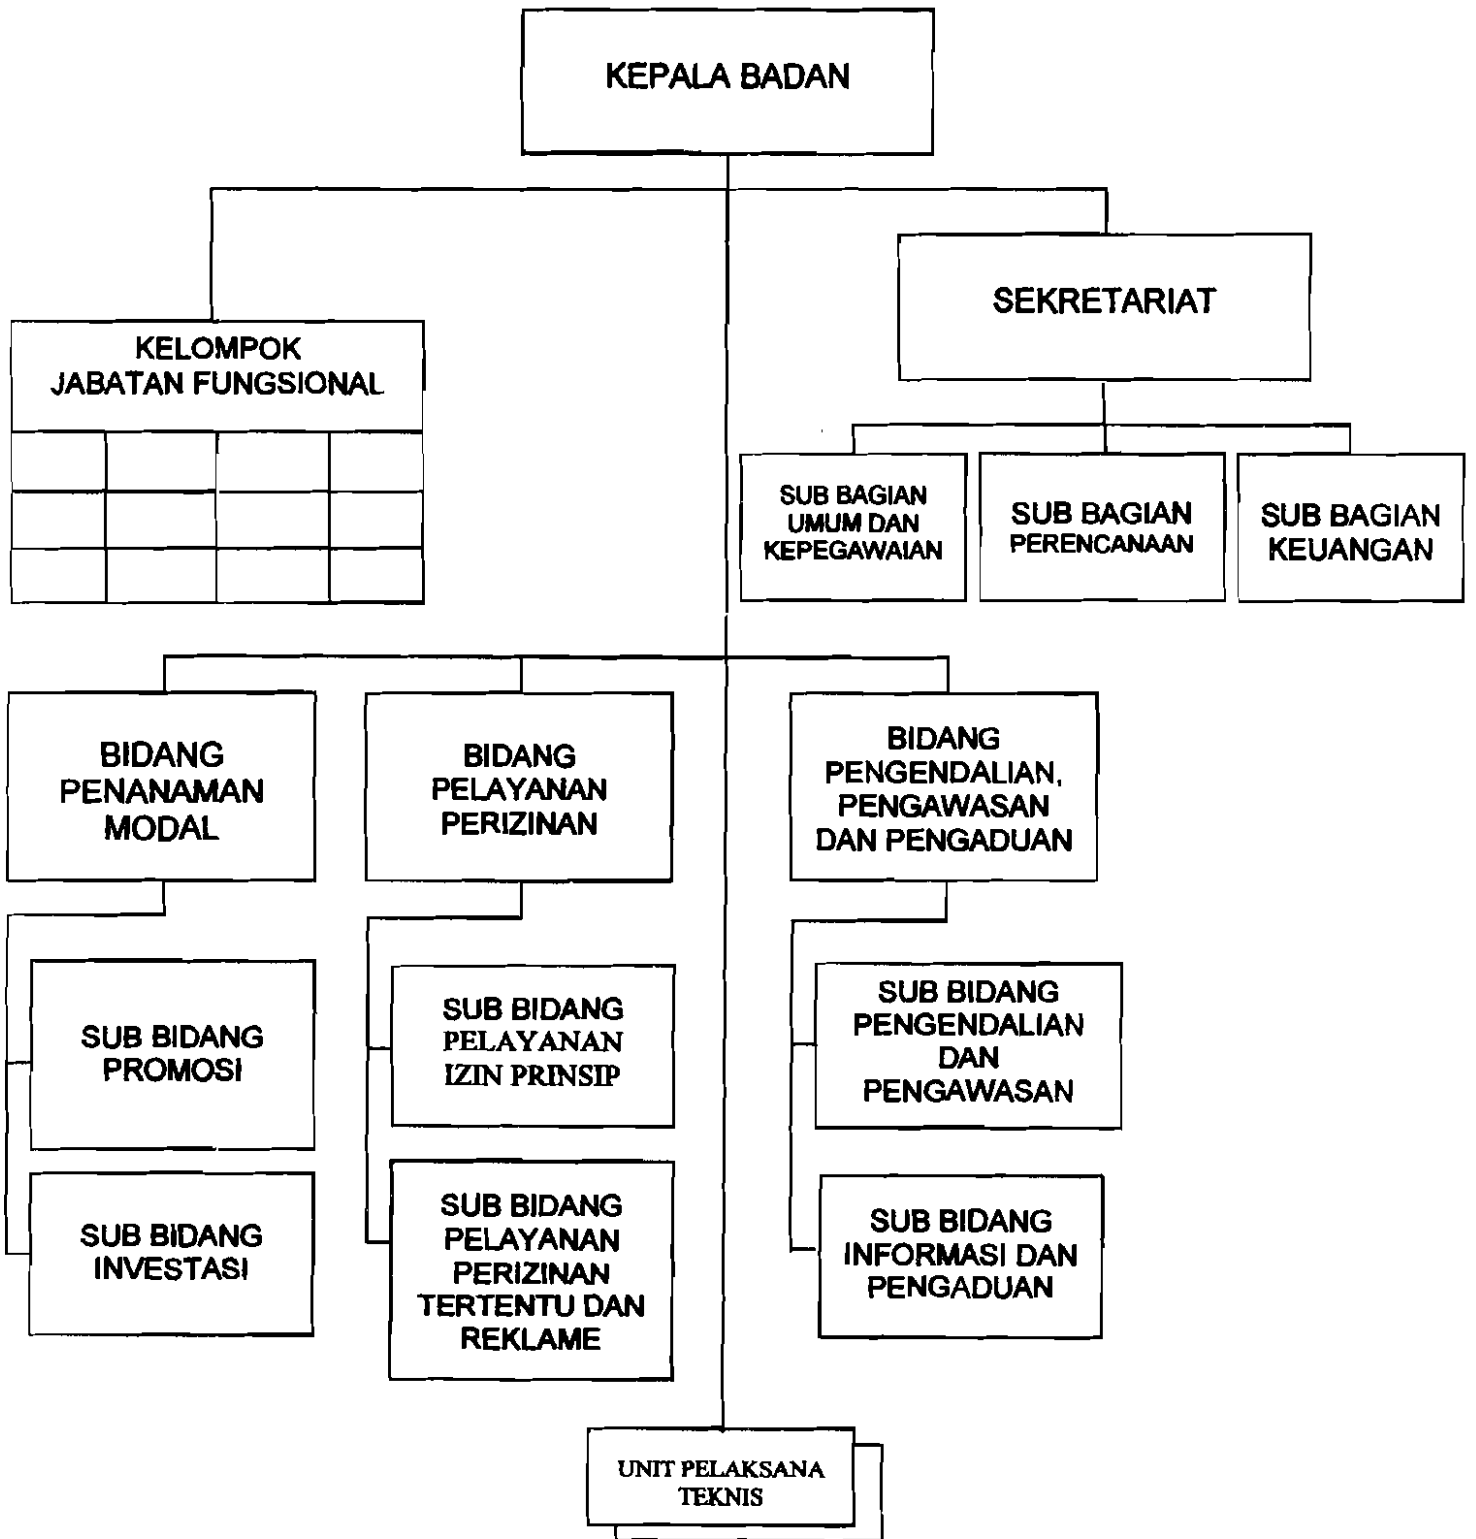 KEPALA BADAN
SEKRETARIAT
KELOMPOK
JABATAN FUNGSIONAL
SUB BAGIAN
UMUM DAN
KEPEGAWAIAN
SUB BAGIAN
PERENCANAAN
SUB BAGIAN
KEUANGAN
BIDANG
PENANAMAN
MODAL
BIDANG
PELAYANAN
PERIZINAN
BIDANG
PENGENDALIAN,
PENGAWASAN
DAN PENGADUAN
SUB BIDANG
PROMOSI
SUB BIDANG
PELAYANAN
IZIN PRINSIP
SUB BIDANG
PENGENDALIAN
DAN
PENGAWASAN
SUB BIDANG
INVESTASI
SUB BIDANG
PELAYANAN
PERIZINAN
TERTENTU DAN
REKLAME
SUB BIDANG
INFORMASI DAN
PENGADUAN
UNIT PELAKSANA
TEKNIS